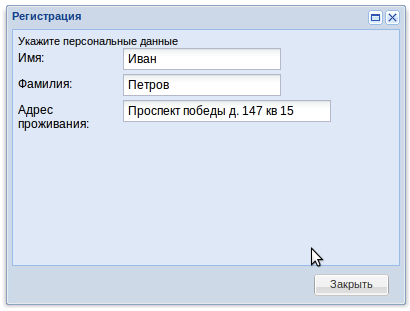 Регистрация
Укажите персональные данные
Имя: Иван
Фамилия: Петров
Адрес Проспект победы д. 147 кв 15
проживания:
Закрыть